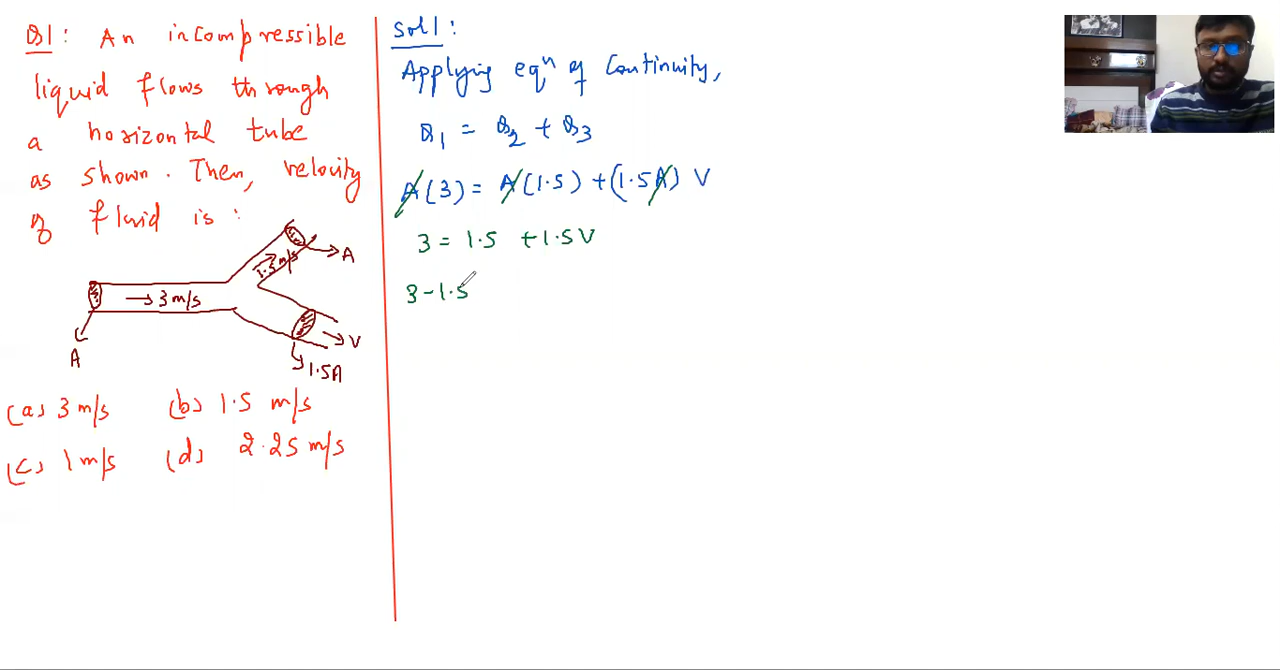 Q1: An incompressible
liquid flows through
a horizontal tube
as shown. Then, velocity
of fluid is:
A
→ 3 m/s
1.5 m/s
A
V
1.5A
(a) 3 m/s (b) 1.5 m/s
(c) 1 m/s (d) 2.25 m/s
Sol1:
Applying eqⁿ of Continuity,
Q₁ = Q₂ + Q₃
A(3) = A(1.5) + (1.5A) V
3 = 1.5 + 1.5V
3 - 1.5